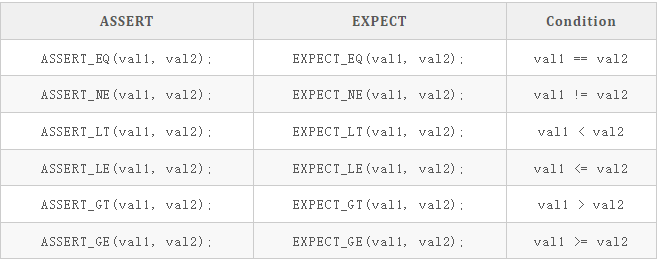 ASSERT EXPECT Condition
ASSERT_EQ(val1, val2); EXPECT_EQ(val1, val2); val1 == val2
ASSERT_NE(val1, val2); EXPECT_NE(val1, val2); val1 != val2
ASSERT_LT(val1, val2); EXPECT_LT(val1, val2); val1 < val2
ASSERT_LE(val1, val2); EXPECT_LE(val1, val2); val1 <= val2
ASSERT_GT(val1, val2); EXPECT_GT(val1, val2); val1 > val2
ASSERT_GE(val1, val2); EXPECT_GE(val1, val2); val1 >= val2